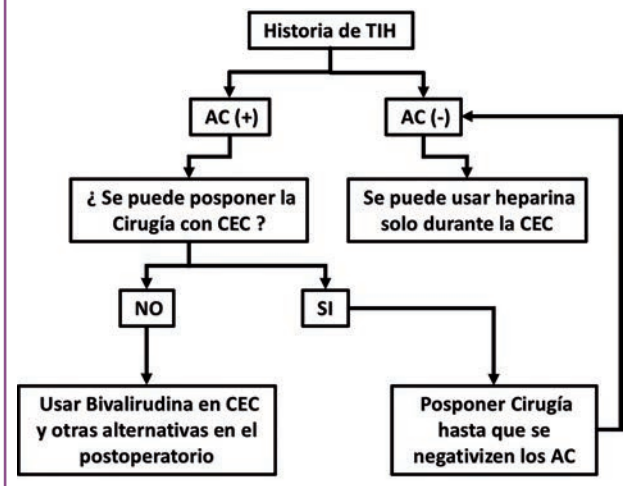 Historia de TIH
AC (+)
AC (-)
¿ Se puede posponer la
Cirugía con CEC ?
Se puede usar heparina
solo durante la CEC
NO
SI
Usar Bivalirudina en CEC
y otras alternativas en el
postoperatorio
Posponer Cirugía
hasta que se
negativizen los AC